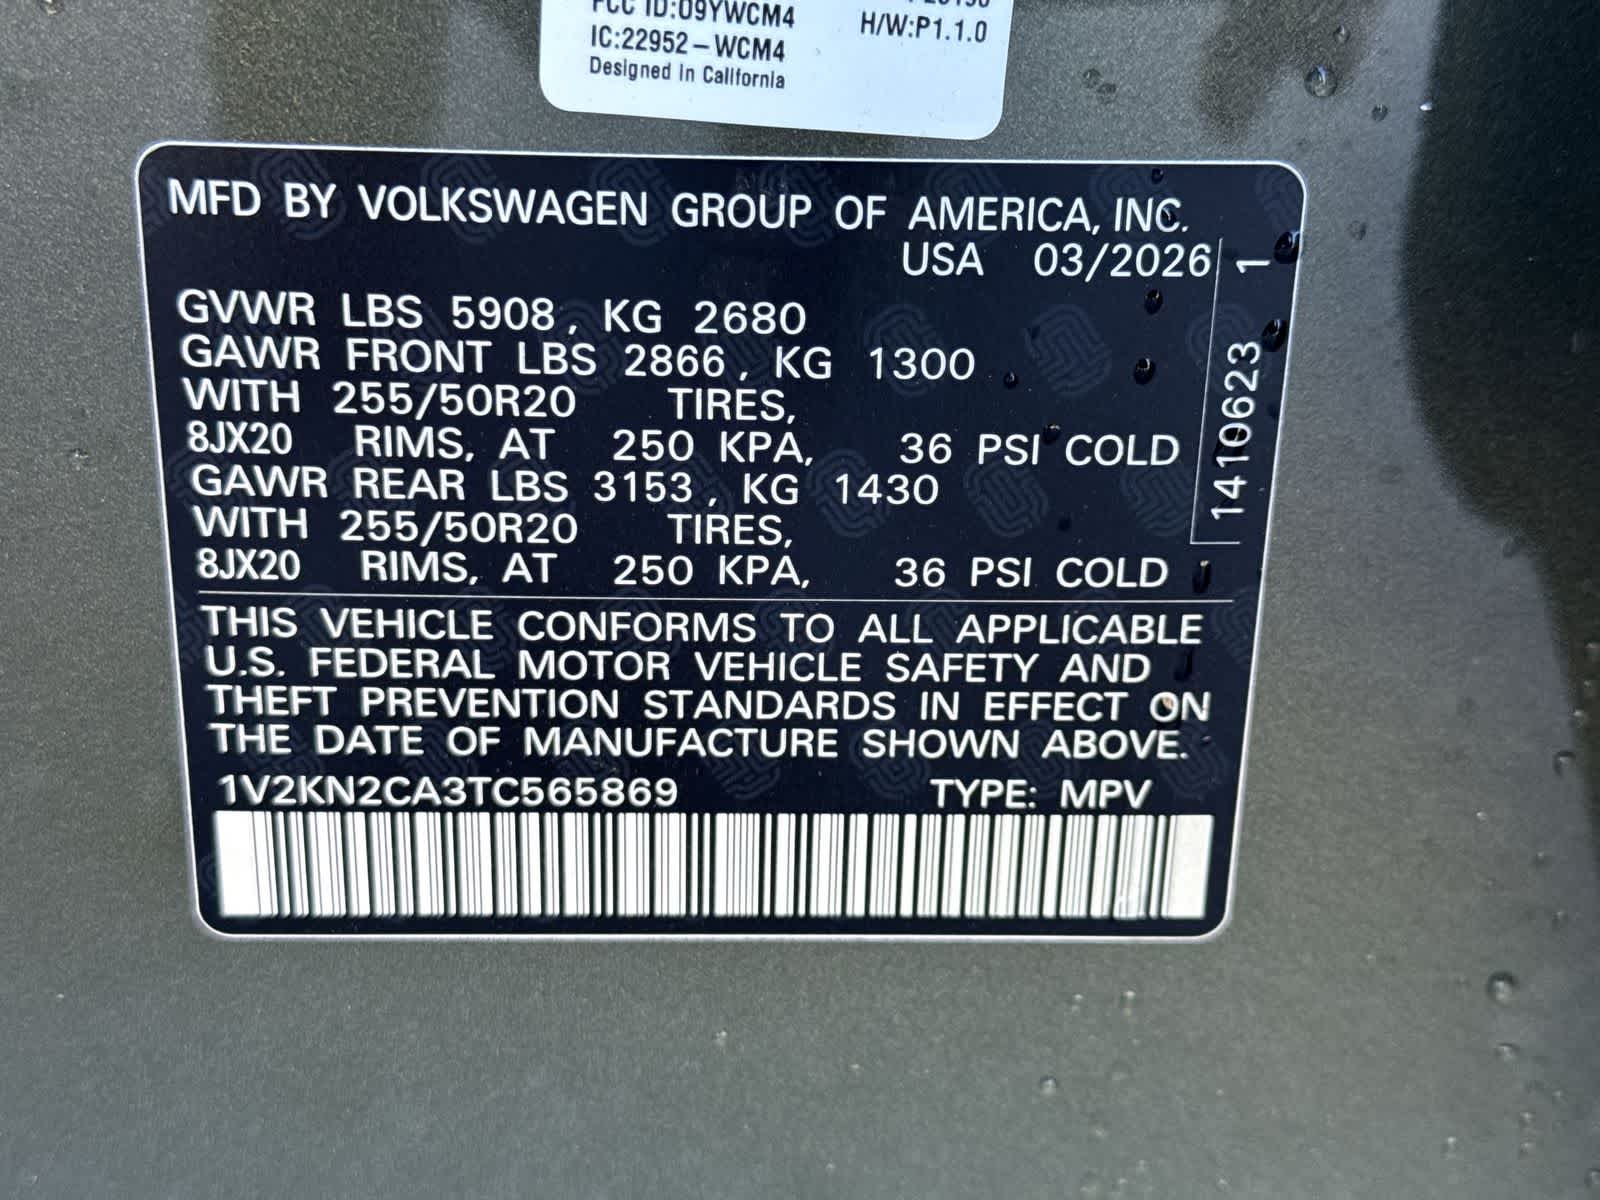 FCC ID:O9YWCM4
H/W:P1.1.0
IC:22952-WCM4
Designed in California
MFD BY VOLKSWAGEN GROUP OF AMERICA, INC.
USA 03/2026
GVWR LBS 5908, KG 2680
GAWR FRONT LBS 2866, KG 1300
WITH 255/50R20 TIRES,
8JX20 RIMS, AT 250 KPA, 36 PSI COLD
GAWR REAR LBS 3153, KG 1430
WITH 255/50R20 TIRES,
8JX20 RIMS, AT 250 KPA, 36 PSI COLD
1410623 1
THIS VEHICLE CONFORMS TO ALL APPLICABLE
U.S. FEDERAL MOTOR VEHICLE SAFETY AND
THEFT PREVENTION STANDARDS IN EFFECT ON
THE DATE OF MANUFACTURE SHOWN ABOVE.
1V2KN2CA3TC565869 TYPE: MPV